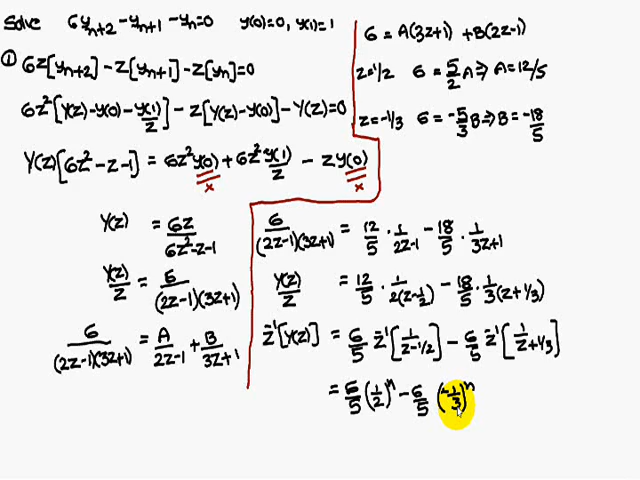 Solve 6y_{n+2} - y_{n+1} - y_n = 0 y(0)=0, y(1)=1
① 6z[y_{n+2}] - z[y_{n+1}] - z[y_n] = 0
6z²[Y(z) - y(0) - y(1)/z] - z[Y(z) - y(0)] - Y(z) = 0
Y(z)[6z² - z - 1] = 6z² y(0) + 6z² y(1)/z - z y(0)
x x
Y(z) = 6z/(6z² - z - 1)
Y(z)/z = 6/((2z-1)(3z+1))
6/((2z-1)(3z+1)) = A/(2z-1) + B/(3z+1)
6 = A(3z+1) + B(2z-1)
z=1/2 6 = 5/2 A ⇒ A = 12/5
z=-1/3 6 = -5/3 B ⇒ B = -18/5
6/((2z-1)(3z+1)) = 12/5 · 1/(2z-1) - 18/5 · 1/(3z+1)
Y(z)/z = 12/5 · 1/(2(z-1/2)) - 18/5 · 1/(3(z+1/3))
z⁻¹[Y(z)] = 6/5 z⁻¹[1/(z-1/2)] - 6/5 z⁻¹[1/(z+1/3)]
= 6/5 (1/2)ⁿ - 6/5 (-1/3)ⁿ